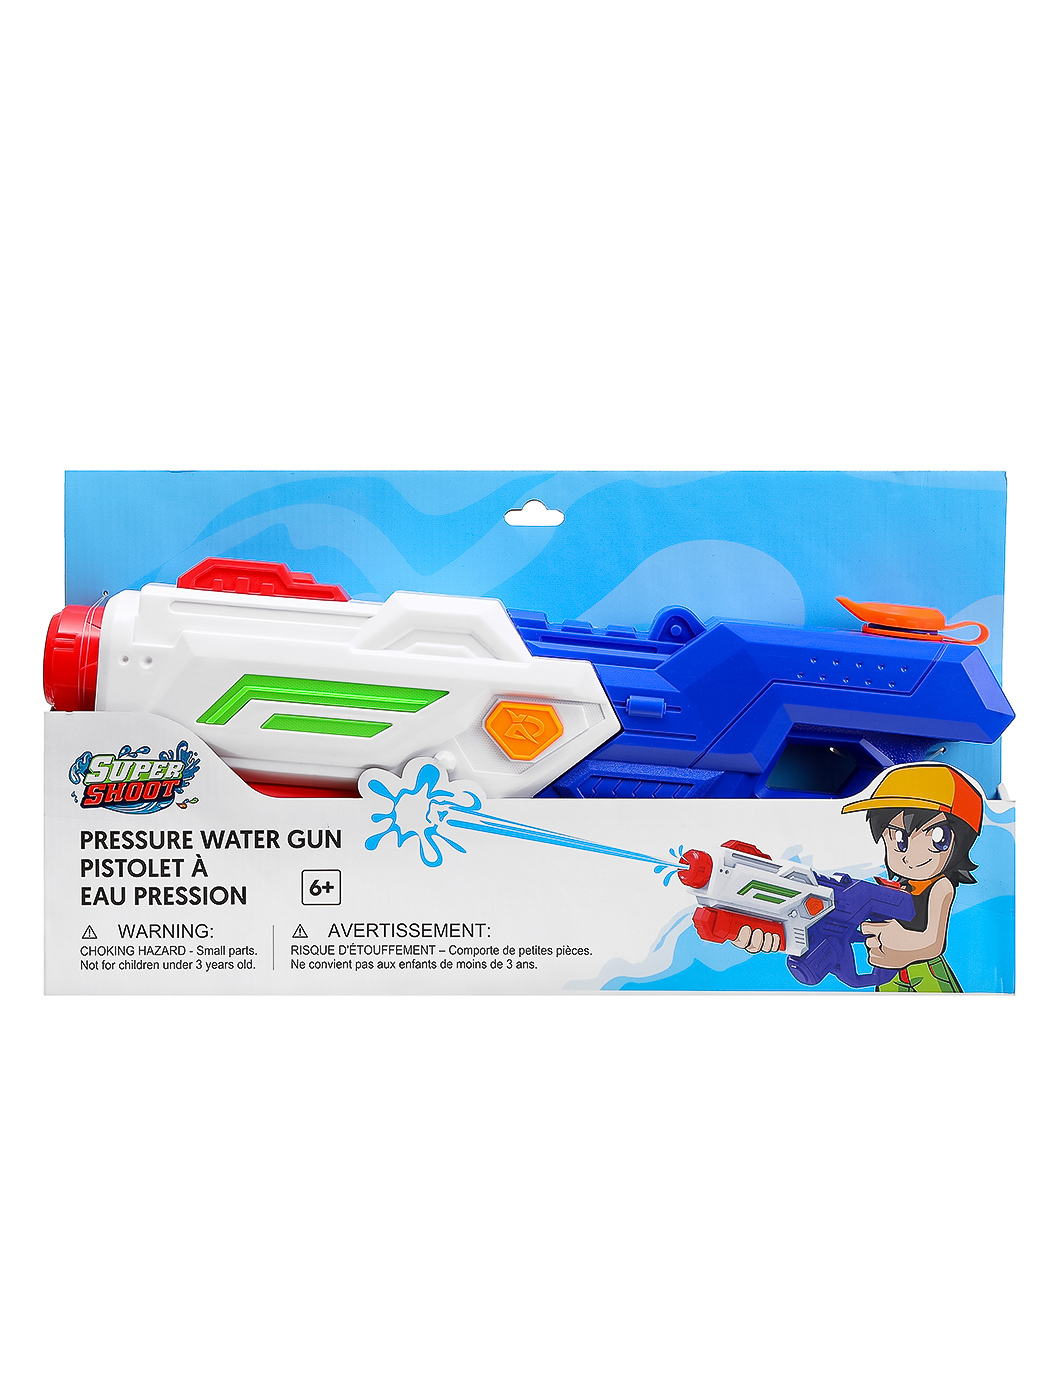 SUPER
SHOOT
PRESSURE WATER GUN
PISTOLET À
EAU PRESSION
6+
⚠ WARNING:
CHOKING HAZARD - Small parts.
Not for children under 3 years old.
⚠ AVERTISSEMENT:
RISQUE D'ÉTOUFFEMENT – Comporte de petites pièces.
Ne convient pas aux enfants de moins de 3 ans.